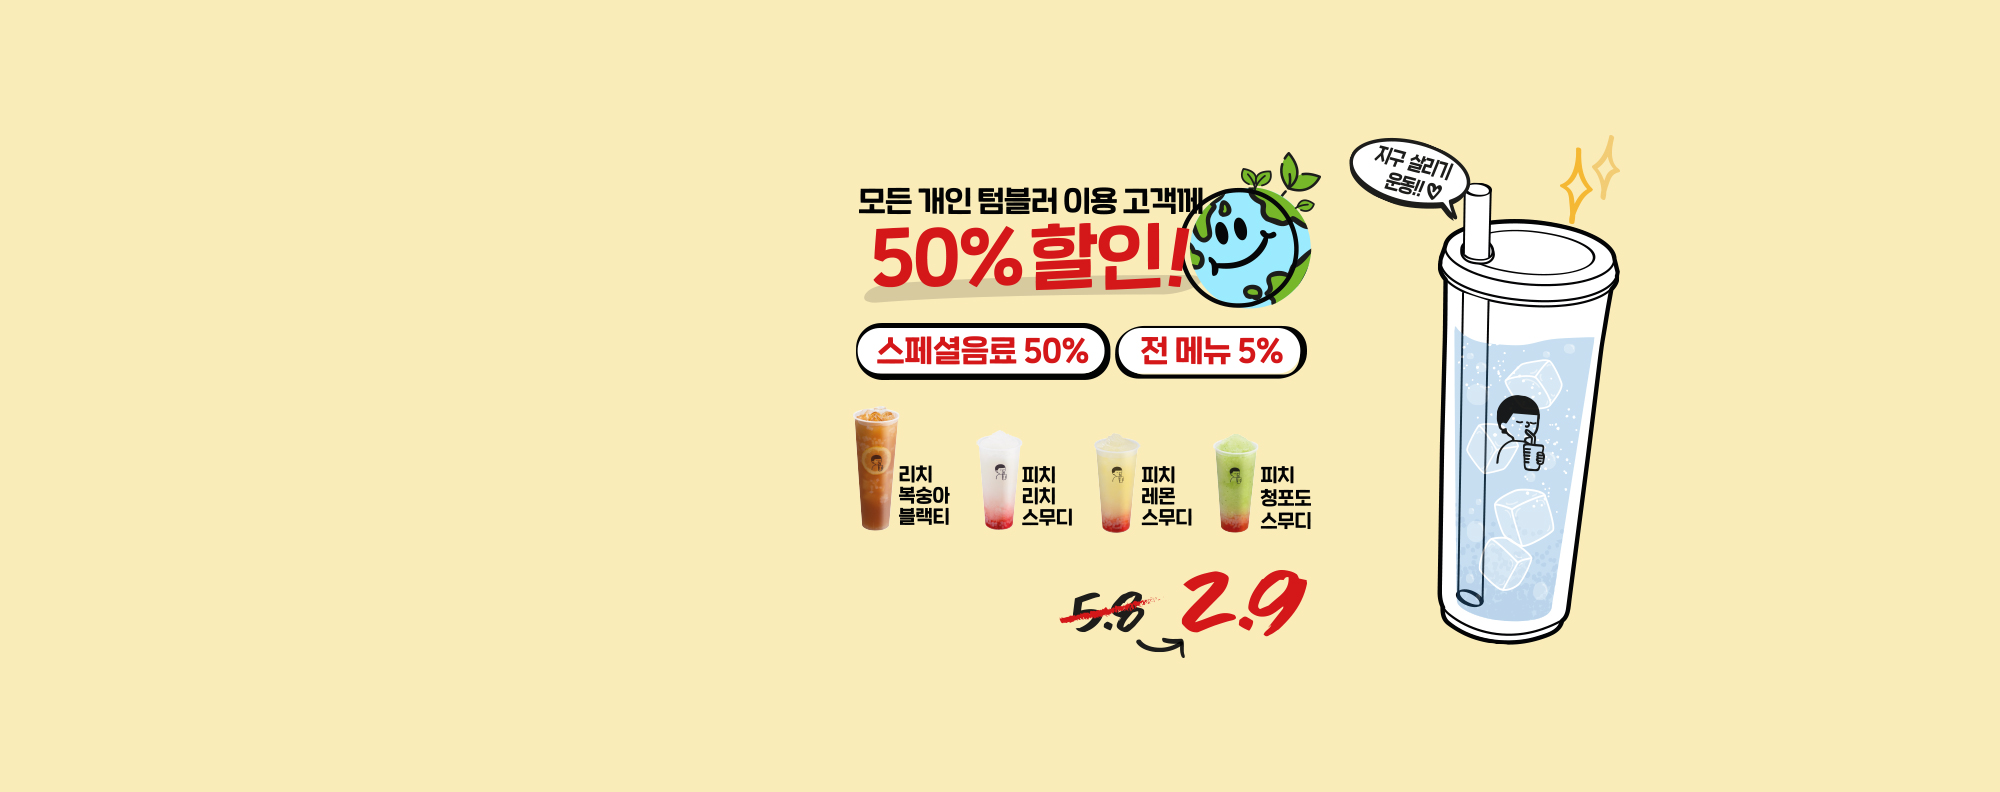 지구 살리기
운동!!
모든 개인 텀블러 이용 고객께
50% 할인!
스페셜음료 50%
전 메뉴 5%
리치
복숭아
블랙티
피치
리치
스무디
피치
레몬
스무디
피치
청포도
스무디
5.8
2.9